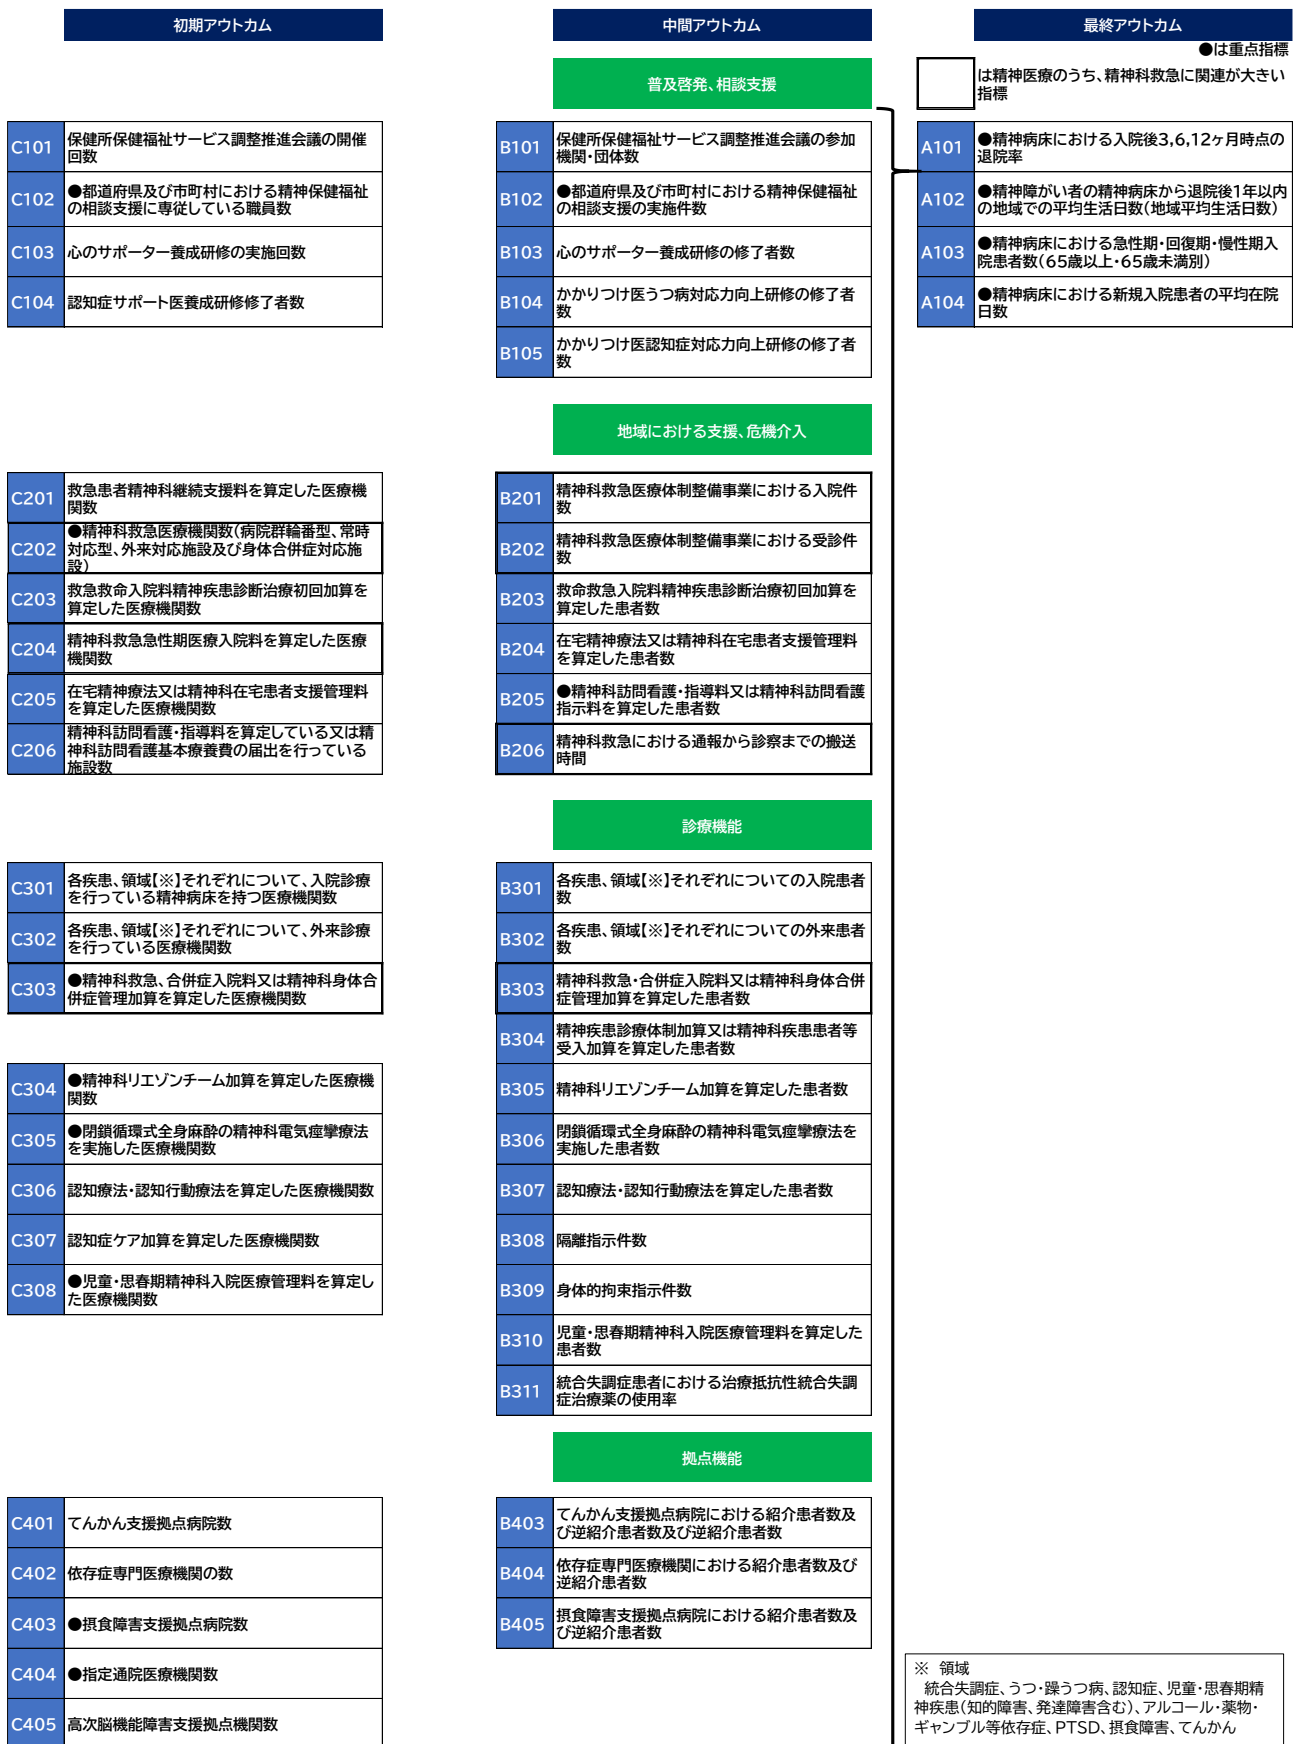 初期アウトカム
中間アウトカム
最終アウトカム
●は重点指標
は精神医療のうち、精神科救急に関連が大きい
指標
普及啓発、相談支援
C101
保健所保健福祉サービス調整推進会議の開催
回数
C102
●都道府県及び市町村における精神保健福祉
の相談支援に専従している職員数
C103
心のサポーター養成研修の実施回数
C104
認知症サポート医養成研修修了者数
B101
保健所保健福祉サービス調整推進会議の参加
機関・団体数
B102
●都道府県及び市町村における精神保健福祉
の相談支援の実施件数
B103
心のサポーター養成研修の修了者数
B104
かかりつけ医うつ病対応力向上研修の修了者
数
B105
かかりつけ医認知症対応力向上研修の修了者
数
A101
●精神病床における入院後3,6,12ヶ月時点の
退院率
A102
●精神障がい者の精神病床から退院後1年以内
の地域での平均生活日数(地域平均生活日数)
A103
●精神病床における急性期・回復期・慢性期入
院患者数(65歳以上・65歳未満別)
A104
●精神病床における新規入院患者の平均在院
日数
地域における支援、危機介入
C201
救急患者精神科継続支援料を算定した医療機
関数
C202
●精神科救急医療機関数(病院群輪番型、常時
対応型、外来対応施設及び身体合併症対応施
設)
C203
救急救命入院料精神疾患診断治療初回加算を
算定した医療機関数
C204
精神科救急急性期医療入院料を算定した医療
機関数
C205
在宅精神療法又は精神科在宅患者支援管理料
を算定した医療機関数
C206
精神科訪問看護・指導料を算定している又は精
神科訪問看護基本療養費の届出を行っている
施設数
B201
精神科救急医療体制整備事業における入院件
数
B202
精神科救急医療体制整備事業における受診件
数
B203
救命救急入院料精神疾患診断治療初回加算を
算定した患者数
B204
在宅精神療法又は精神科在宅患者支援管理料
を算定した患者数
B205
●精神科訪問看護・指導料又は精神科訪問看護
指示料を算定した患者数
B206
精神科救急における通報から診察までの搬送
時間
診療機能
C301
各疾患、領域【※】それぞれについて、入院診療
を行っている精神病床を持つ医療機関数
C302
各疾患、領域【※】それぞれについて、外来診療
を行っている医療機関数
C303
●精神科救急、合併症入院料又は精神科身体合
併症管理加算を算定した医療機関数
C304
●精神科リエゾンチーム加算を算定した医療機
関数
C305
●閉鎖循環式全身麻酔の精神科電気痙攣療法
を実施した医療機関数
C306
認知療法・認知行動療法を算定した医療機関数
C307
認知症ケア加算を算定した医療機関数
C308
●児童・思春期精神科入院医療管理料を算定し
た医療機関数
B301
各疾患、領域【※】それぞれについての入院患者
数
B302
各疾患、領域【※】それぞれについての外来患者
数
B303
精神科救急・合併症入院料又は精神科身体合併
症管理加算を算定した患者数
B304
精神疾患診療体制加算又は精神科疾患患者等
受入加算を算定した患者数
B305
精神科リエゾンチーム加算を算定した患者数
B306
閉鎖循環式全身麻酔の精神科電気痙攣療法を
実施した患者数
B307
認知療法・認知行動療法を算定した患者数
B308
隔離指示件数
B309
身体的拘束指示件数
B310
児童・思春期精神科入院医療管理料を算定した
患者数
B311
統合失調症患者における治療抵抗性統合失調
症治療薬の使用率
拠点機能
C401
てんかん支援拠点病院数
C402
依存症専門医療機関の数
C403
●摂食障害支援拠点病院数
C404
●指定通院医療機関数
C405
高次脳機能障害支援拠点機関数
B403
てんかん支援拠点病院における紹介患者数及
び逆紹介患者数及び逆紹介患者数
B404
依存症専門医療機関における紹介患者数及び
逆紹介患者数
B405
摂食障害支援拠点病院における紹介患者数及
び逆紹介患者数
※ 領域
統合失調症、うつ・躁うつ病、認知症、児童・思春期精
神疾患(知的障害、発達障害含む)、アルコール・薬物・
ギャンブル等依存症、PTSD、摂食障害、てんかん